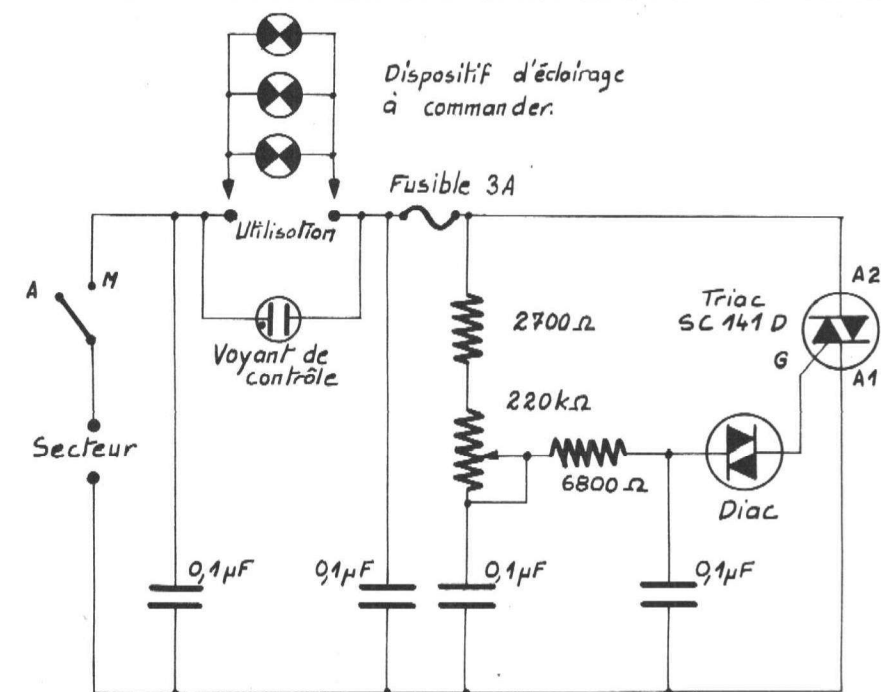 Dispositif d'éclairage
à commander.
Fusible 3A
Utilisation
A
M
Voyant de
contrôle
Secteur
2700Ω
220kΩ
6800Ω
Triac
SC 141 D
A2
G
A1
Diac
0,1µF
0,1µF
0,1µF
0,1µF